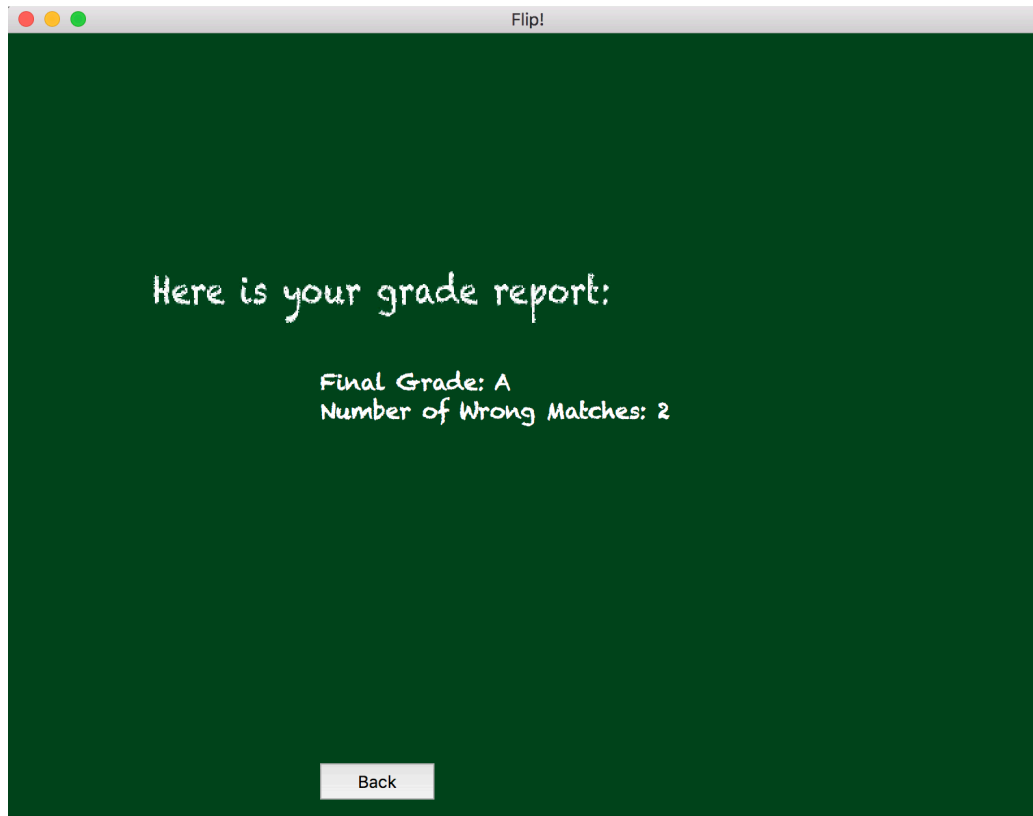 Flip!
Here is your grade report:
Final Grade: A
Number of Wrong Matches: 2
Back